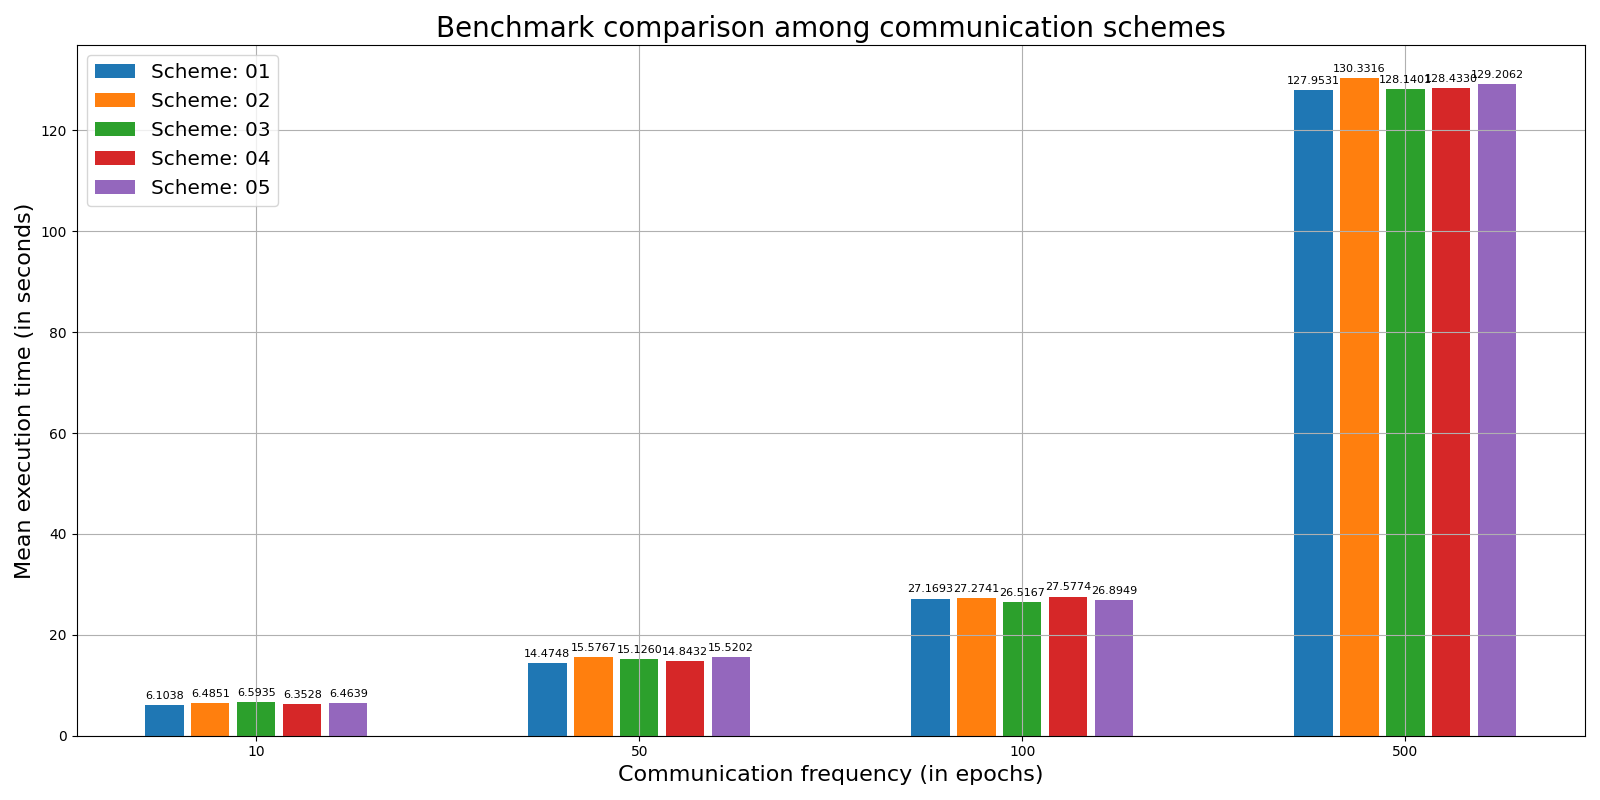 Benchmark comparison among communication schemes
Scheme: 01
Scheme: 02
Scheme: 03
Scheme: 04
Scheme: 05
Mean execution time (in seconds)
120
100
80
60
40
20
0
6.1038 6.4851 6.5935 6.3528 6.4639
14.4748 15.5767 15.1260 14.8432 15.5202
27.1693 27.2741 26.5167 27.5774 26.8949
127.9531 130.3316 128.1401 128.4330 129.2062
10 50 100 500
Communication frequency (in epochs)